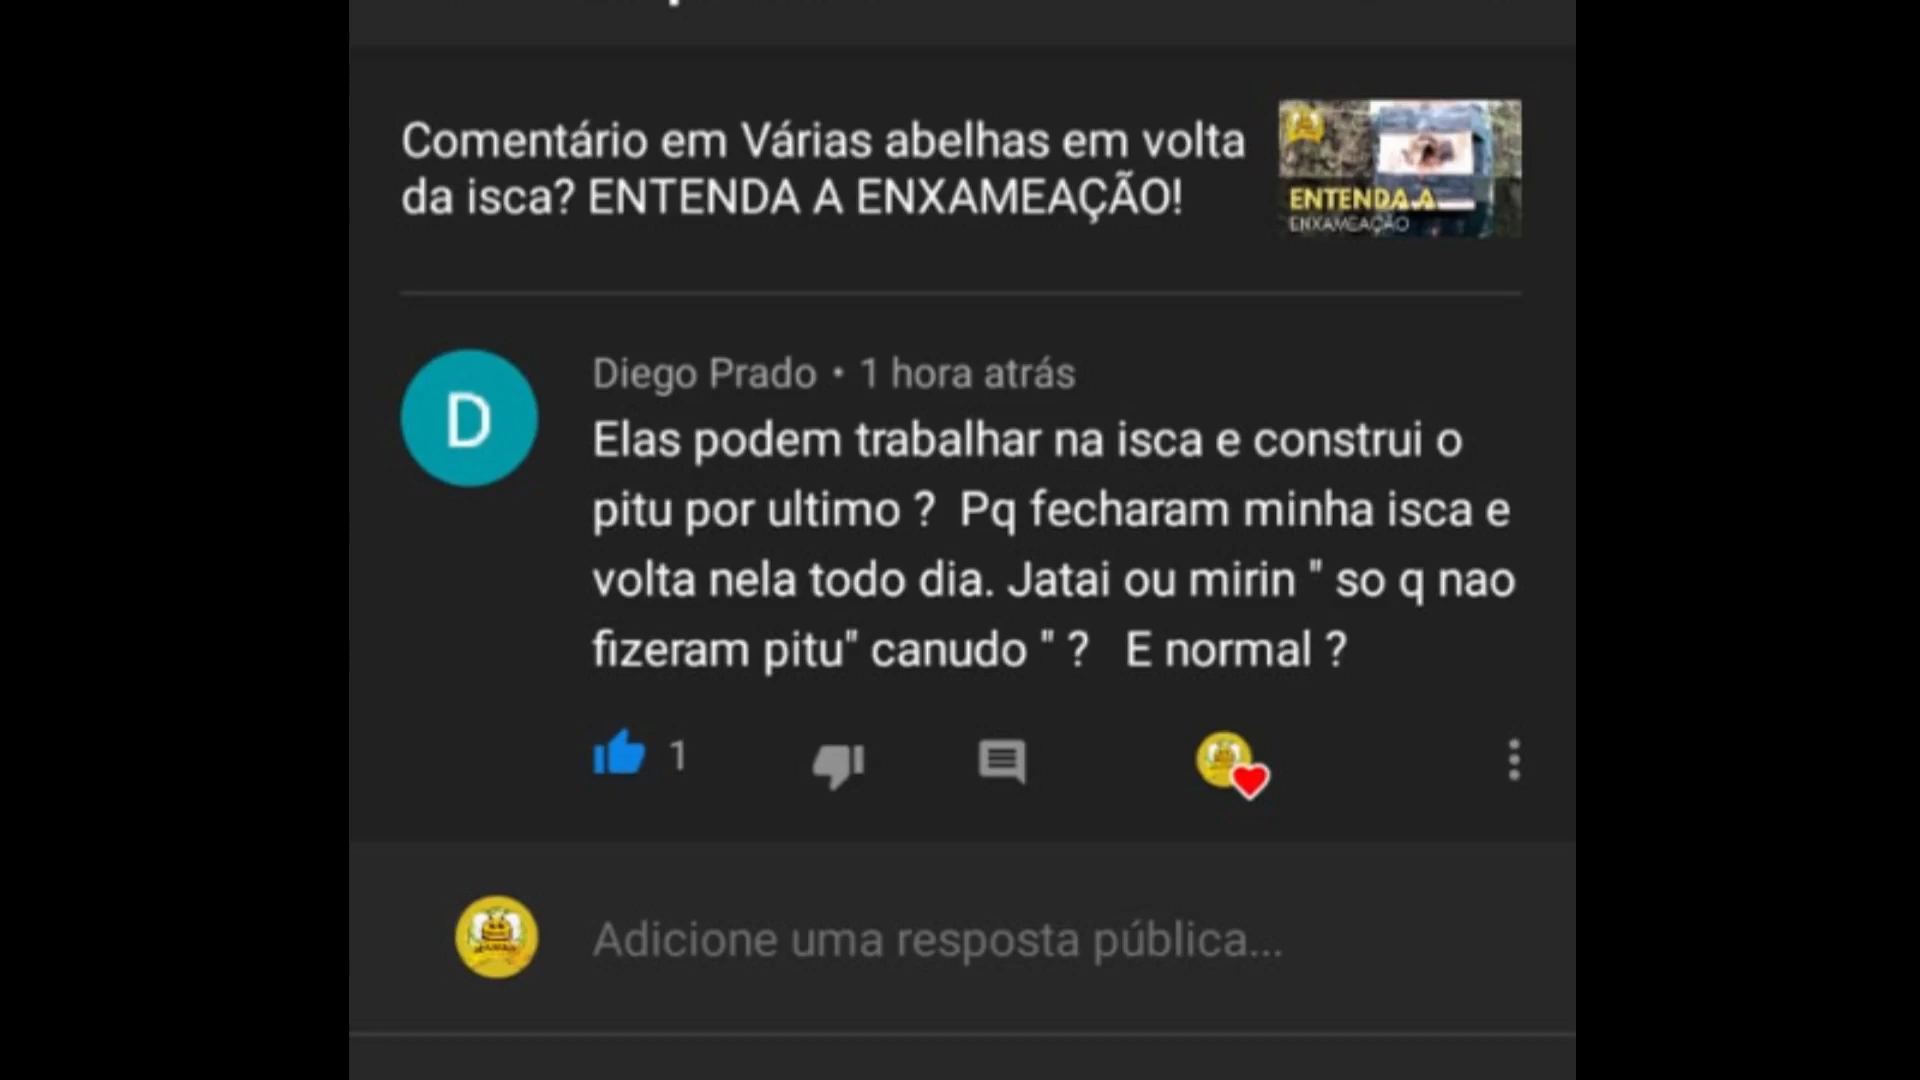 Comentário em Várias abelhas em volta
da isca? ENTENDA A ENXAMEAÇÃO!
ENTENDA A
ENXAMEAÇÃO
Diego Prado • 1 hora atrás
D
Elas podem trabalhar na isca e construi o
pitu por ultimo ? Pq fecharam minha isca e
volta nela todo dia. Jatai ou mirin " so q nao
fizeram pitu" canudo " ? E normal ?
1
Adicione uma resposta pública...